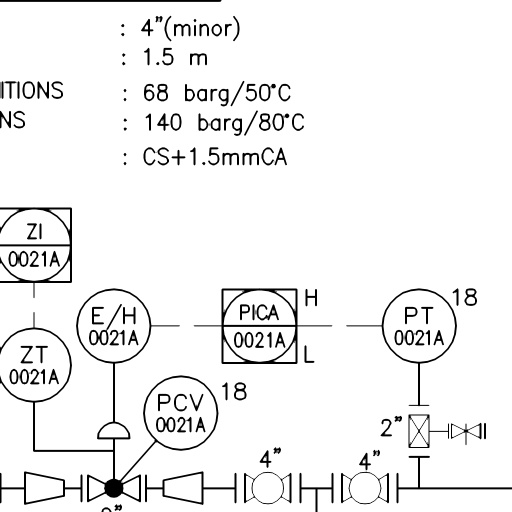 : 4"(minor)
: 1.5 m
ITIONS : 68 barg/50°C
NS : 140 barg/80°C
: CS+1.5mmCA
ZI
0021A
E/H
0021A
PICA
0021A
H
L
PT
0021A
18
ZT
0021A
PCV
0021A
18
2"
4"
4"